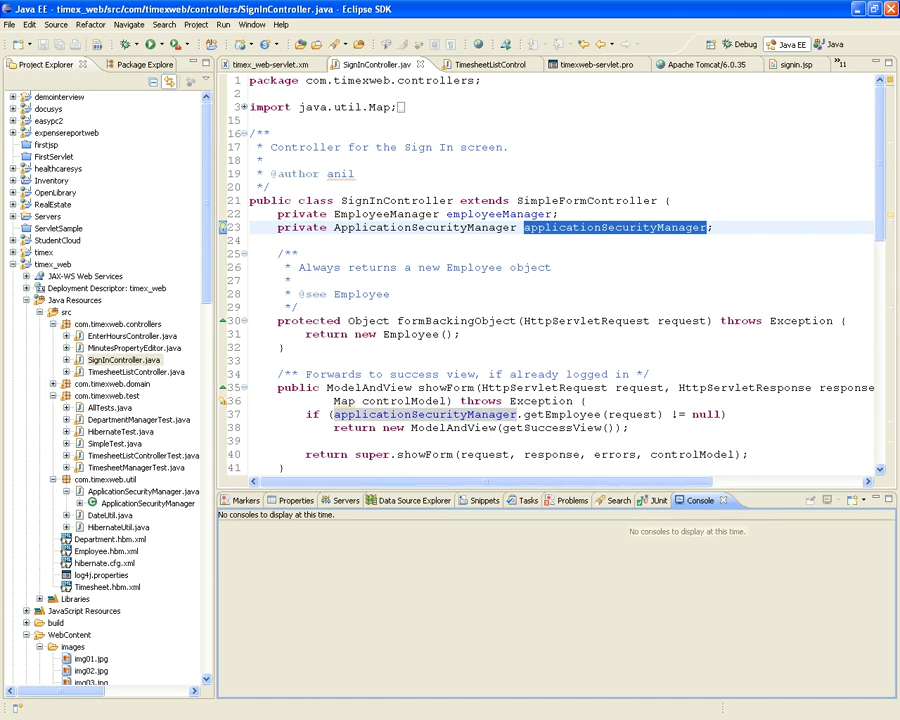 Java EE - timex_web/src/com/timexweb/controllers/SignInController.java - Eclipse SDK
File Edit Source Refactor Navigate Search Project Run Window Help
Debug Java EE Java
Project Explorer Package Explore
timexweb-servlet.xm SignInController.jav TimesheetListControl timexweb-servlet.pro Apache Tomcat/6.0.35 signin.jsp »11
demointerview
docusys
easypc2
expensereportweb
firstjsp
FirstServlet
healthcaresys
Inventory
OpenLibrary
RealEstate
Servers
ServletSample
StudentCloud
timex
timex_web
JAX-WS Web Services
Deployment Descriptor: timex_web
Java Resources
src
com.timexweb.controllers
EnterHoursController.java
MinutesPropertyEditor.java
SignInController.java
TimesheetListController.java
com.timexweb.domain
com.timexweb.test
AllTests.java
DepartmentManagerTest.java
HibernateTest.java
SimpleTest.java
TimesheetListControllerTest.java
TimesheetManagerTest.java
com.timexweb.util
ApplicationSecurityManager.java
ApplicationSecurityManager
DateUtil.java
HibernateUtil.java
Department.hbm.xml
Employee.hbm.xml
hibernate.cfg.xml
log4j.properties
Timesheet.hbm.xml
Libraries
JavaScript Resources
build
WebContent
images
img01.jpg
img02.jpg
img03.jpg
1 package com.timexweb.controllers;
2
3 import java.util.Map;
15
16 /**
17 * Controller for the Sign In screen.
18 *
19 * @author anil
20 */
21 public class SignInController extends SimpleFormController {
22 private EmployeeManager employeeManager;
23 private ApplicationSecurityManager applicationSecurityManager;
24
25 /**
26 * Always returns a new Employee object
27 *
28 * @see Employee
29 */
30 protected Object formBackingObject(HttpServletRequest request) throws Exception {
31 return new Employee();
32 }
33
34 /** Forwards to success view, if already logged in */
35 public ModelAndView showForm(HttpServletRequest request, HttpServletResponse response
36 Map controlModel) throws Exception {
37 if (applicationSecurityManager.getEmployee(request) != null)
38 return new ModelAndView(getSuccessView());
39
40 return super.showForm(request, response, errors, controlModel);
41 }
Markers Properties Servers Data Source Explorer Snippets Tasks Problems Search JUnit Console
No consoles to display at this time.
No consoles to display at this time.